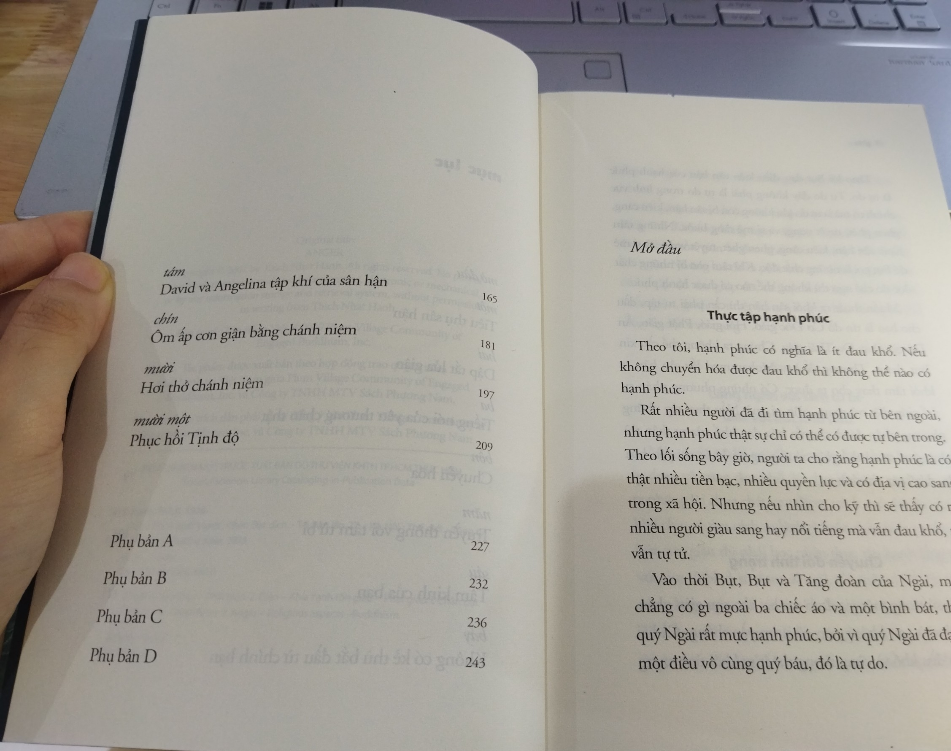 tám
David và Angelina tập khí của sân hận 165
chín
Ôm ấp cơn giận bằng chánh niệm 181
mười
Hơi thở chánh niệm 197
mười một
Phục hồi Tịnh độ 209
Phụ bản A 227
Phụ bản B 232
Phụ bản C 236
Phụ bản D 243
Mở đầu
Thực tập hạnh phúc
Theo tôi, hạnh phúc có nghĩa là ít đau khổ. Nếu
không chuyển hóa được đau khổ thì không thể nào có
hạnh phúc.
Rất nhiều người đã đi tìm hạnh phúc từ bên ngoài,
nhưng hạnh phúc thật sự chỉ có thể có được tự bên trong.
Theo lối sống bây giờ, người ta cho rằng hạnh phúc là có
thật nhiều tiền bạc, nhiều quyền lực và có địa vị cao sang
trong xã hội. Nhưng nếu nhìn cho kỹ thì sẽ thấy có
nhiều người giàu sang hay nổi tiếng mà vẫn đau khổ,
vẫn tự tử.
Vào thời Bụt, Bụt và Tăng đoàn của Ngài,
chẳng có gì ngoài ba chiếc áo và một bình bát,
quý Ngài rất mực hạnh phúc, bởi vì quý Ngài đã
một điều vô cùng quý báu, đó là tự do.